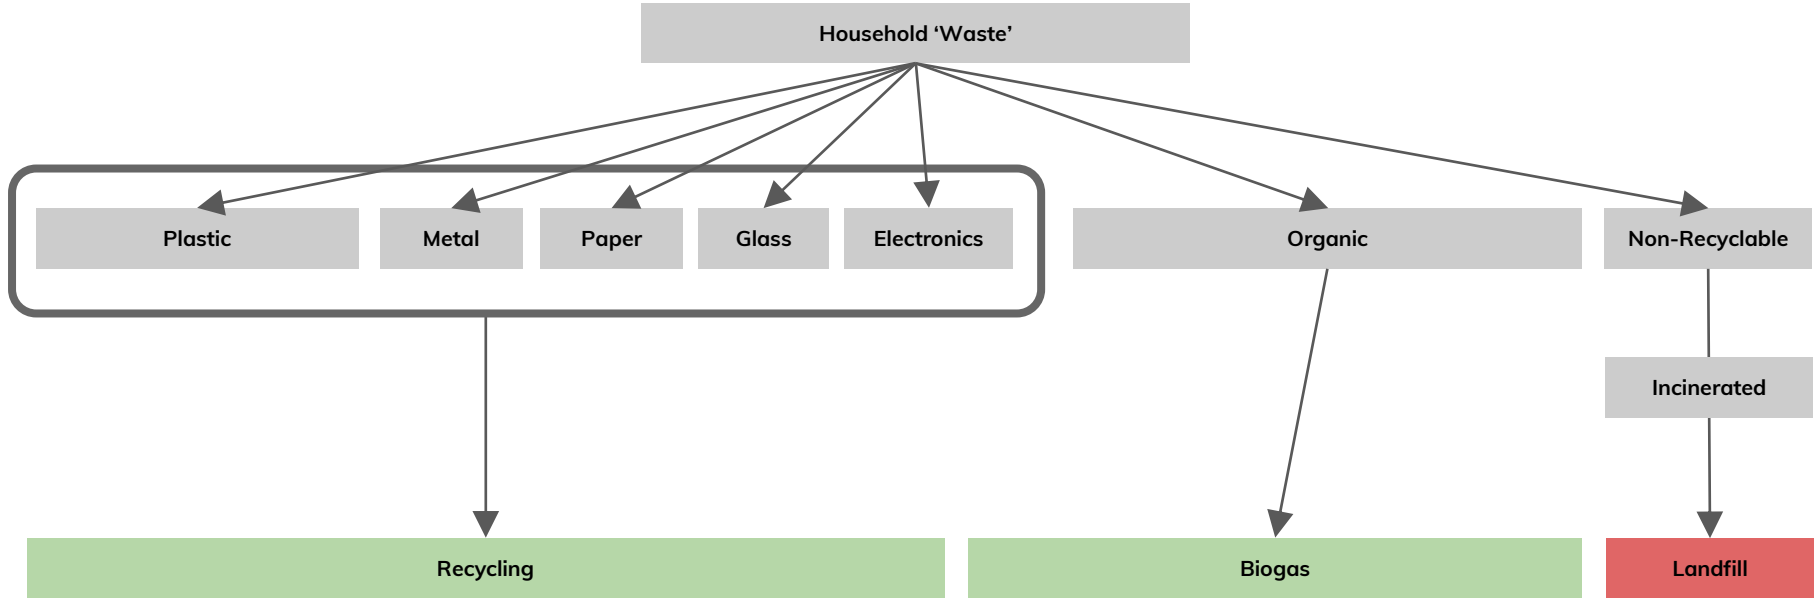 Household ‘Waste’
Plastic
Metal
Paper
Glass
Electronics
Organic
Non-Recyclable
Incinerated
Recycling
Biogas
Landfill